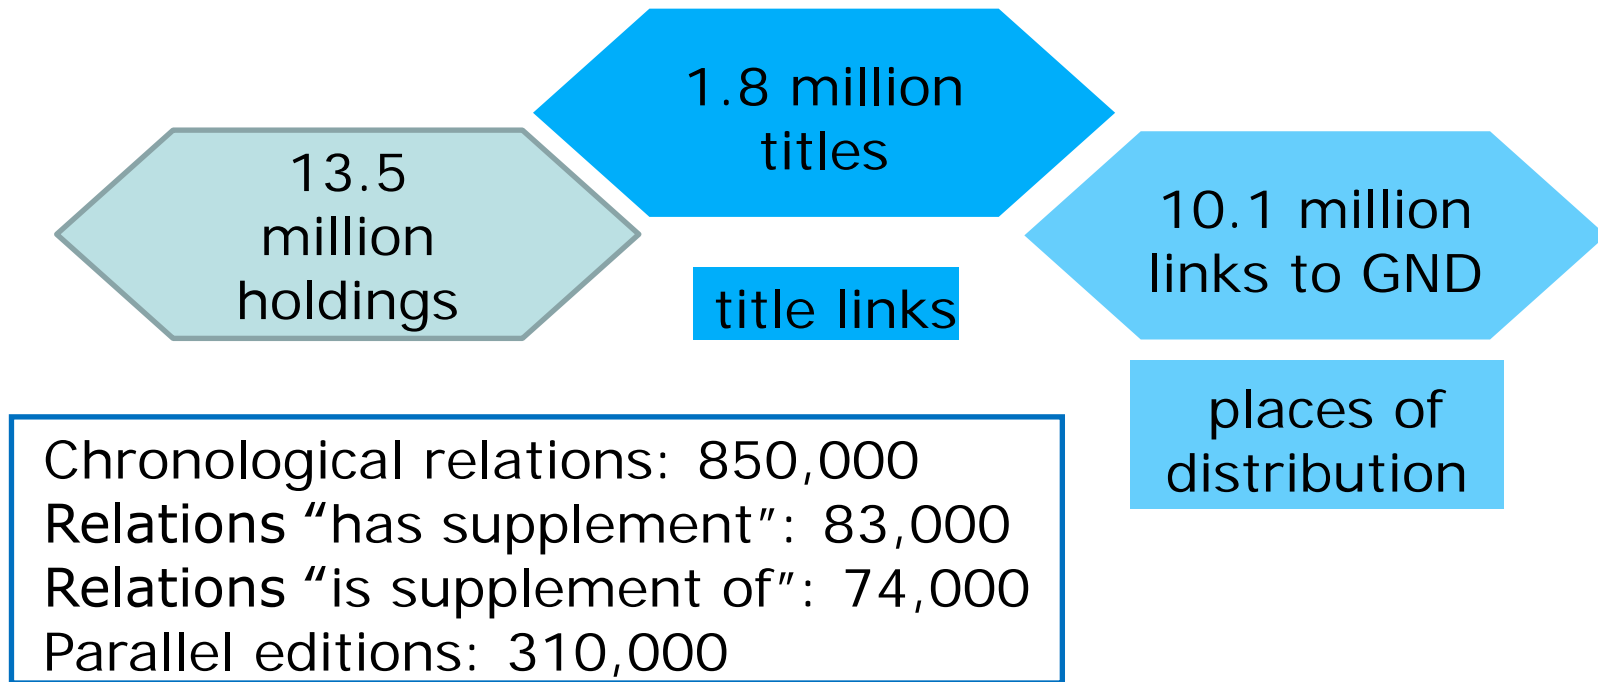 1.8 million
titles
13.5
million
holdings
10.1 million
links to GND
title links
places of
distribution
Chronological relations: 850,000
Relations “has supplement”: 83,000
Relations “is supplement of”: 74,000
Parallel editions: 310,000